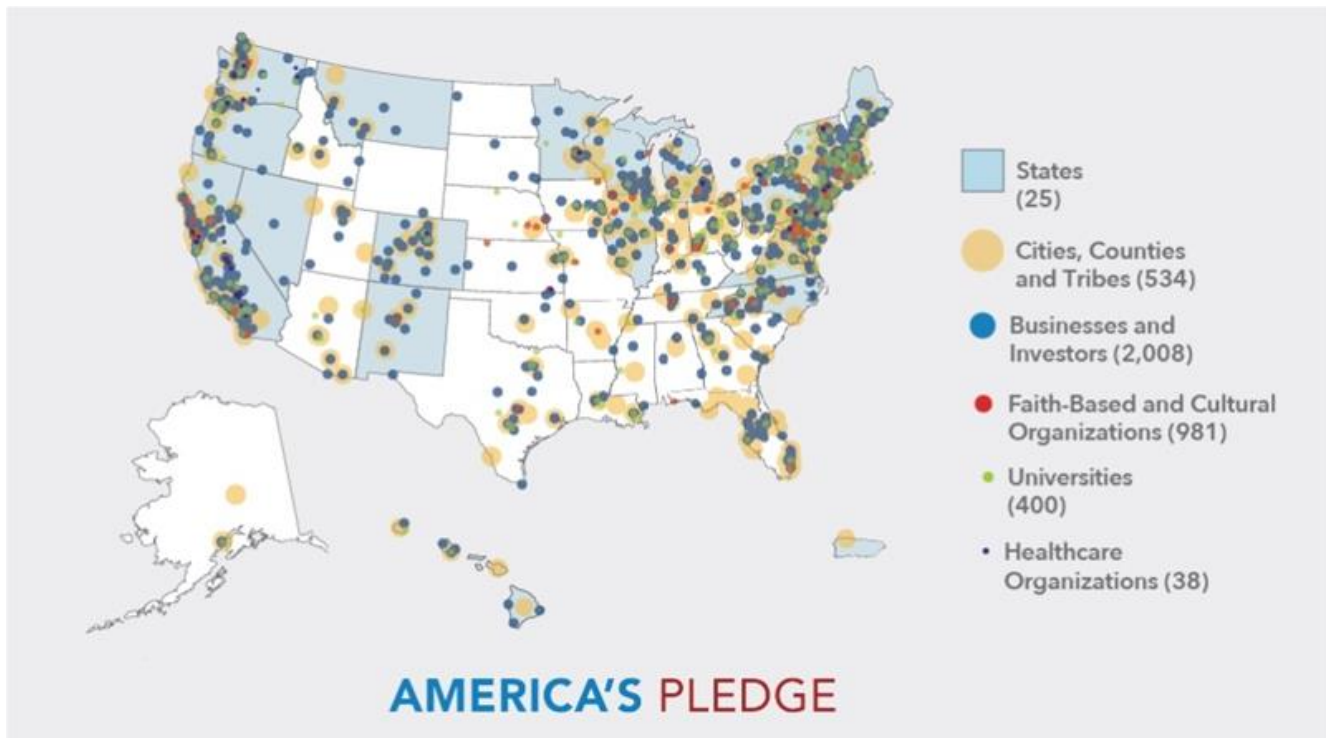 States
(25)
Cities, Counties
and Tribes (534)
Businesses and
Investors (2,008)
Faith-Based and Cultural
Organizations (981)
Universities
(400)
Healthcare
Organizations (38)
AMERICA'S PLEDGE